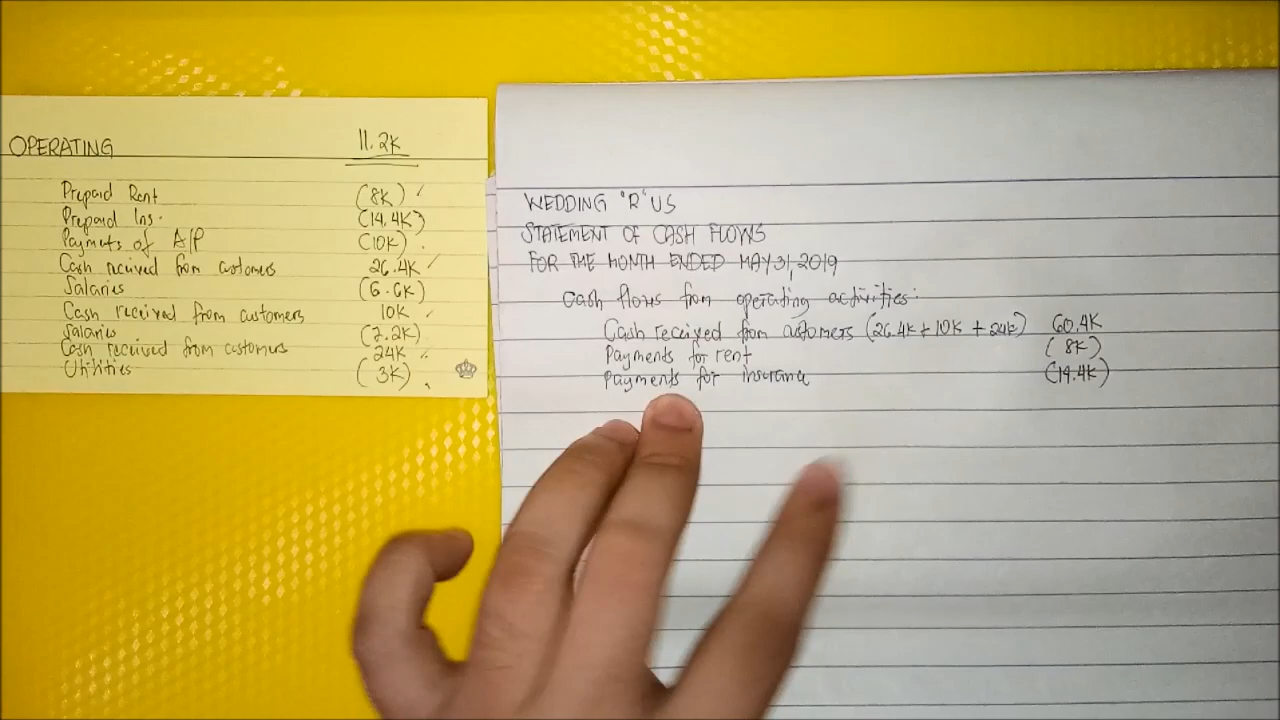 OPERATING 11.2K
Prepaid Rent (8K)
Prepaid Ins. (14.4K)
Paymets of A/P (10K)
Cash received from customers 26.4K
Salaries (6.6K)
Cash received from customers 10K
Salaries (7.2K)
Cash received from customers 24K
Utilities (3K)
WEDDING "R" US
STATEMENT OF CASH FLOWS
FOR THE MONTH ENDED MAY 31, 2019
Cash flows from operating activities:
Cash received from customers (26.4K + 10K + 24K) 60.4K
Payments for rent (8K)
Payments for insurance (14.4K)